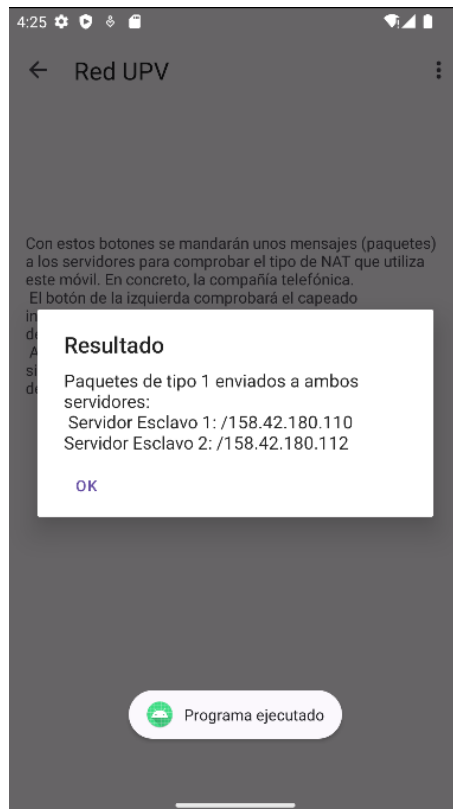 4:25
Red UPV
Con estos botones se mandarán unos mensajes (paquetes)
a los servidores para comprobar el tipo de NAT que utiliza
este móvil. En concreto, la compañía telefónica.
El botón de la izquierda comprobará el capeado
Resultado
Paquetes de tipo 1 enviados a ambos
servidores:
Servidor Esclavo 1: /158.42.180.110
Servidor Esclavo 2: /158.42.180.112
OK
Programa ejecutado